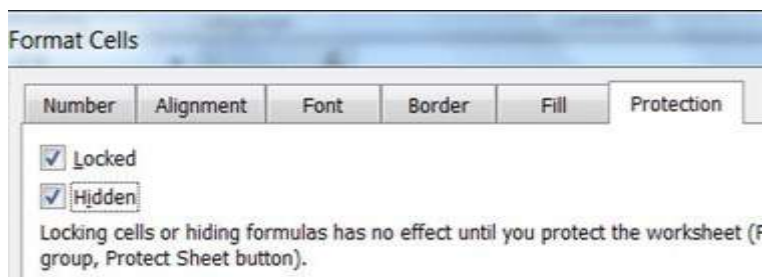 Format Cells
Number Alignment Font Border Fill Protection
Locked
Hidden
Locking cells or hiding formulas has no effect until you protect the worksheet (
group, Protect Sheet button).